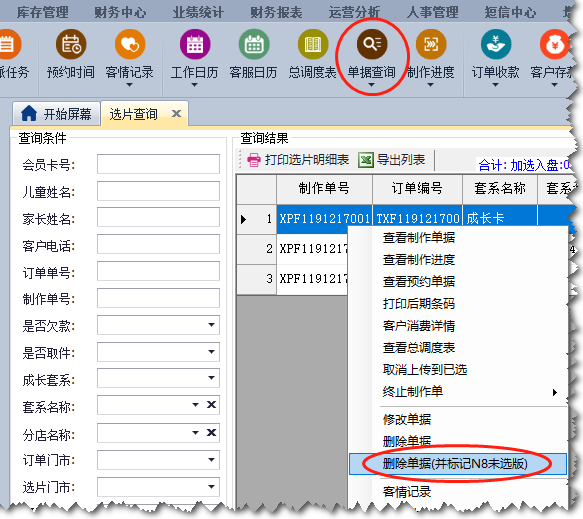 库存管理 财务中心 业绩统计 财务报表 运营分析 人事管理 短信中心
派任务 预约时间 客情记录 工作日历 客服日历 总调度表 单据查询 制作进度 订单收款 客户存
开始屏幕 选片查询 ×
查询条件
会员卡号:
儿童姓名:
家长姓名:
客户电话:
订单单号:
制作单号:
是否欠款:
是否取件:
成长套系:
套系名称:
分店名称:
订单门市:
选片门市:
查询结果
打印选片明细表 导出列表 合计: 加选入盘:0
制作单号 订单编号 套系名称 套系
1 XPF1191217001 TXF119121700 成长卡
2 XPF1191217
3 XPF1191217
查看制作单据
查看制作进度
查看预约单据
打印后期条码
客户消费详情
查看总调度表
取消上传到已选
终止制作单
修改单据
删除单据
删除单据(并标记N8未选版)
客情记录